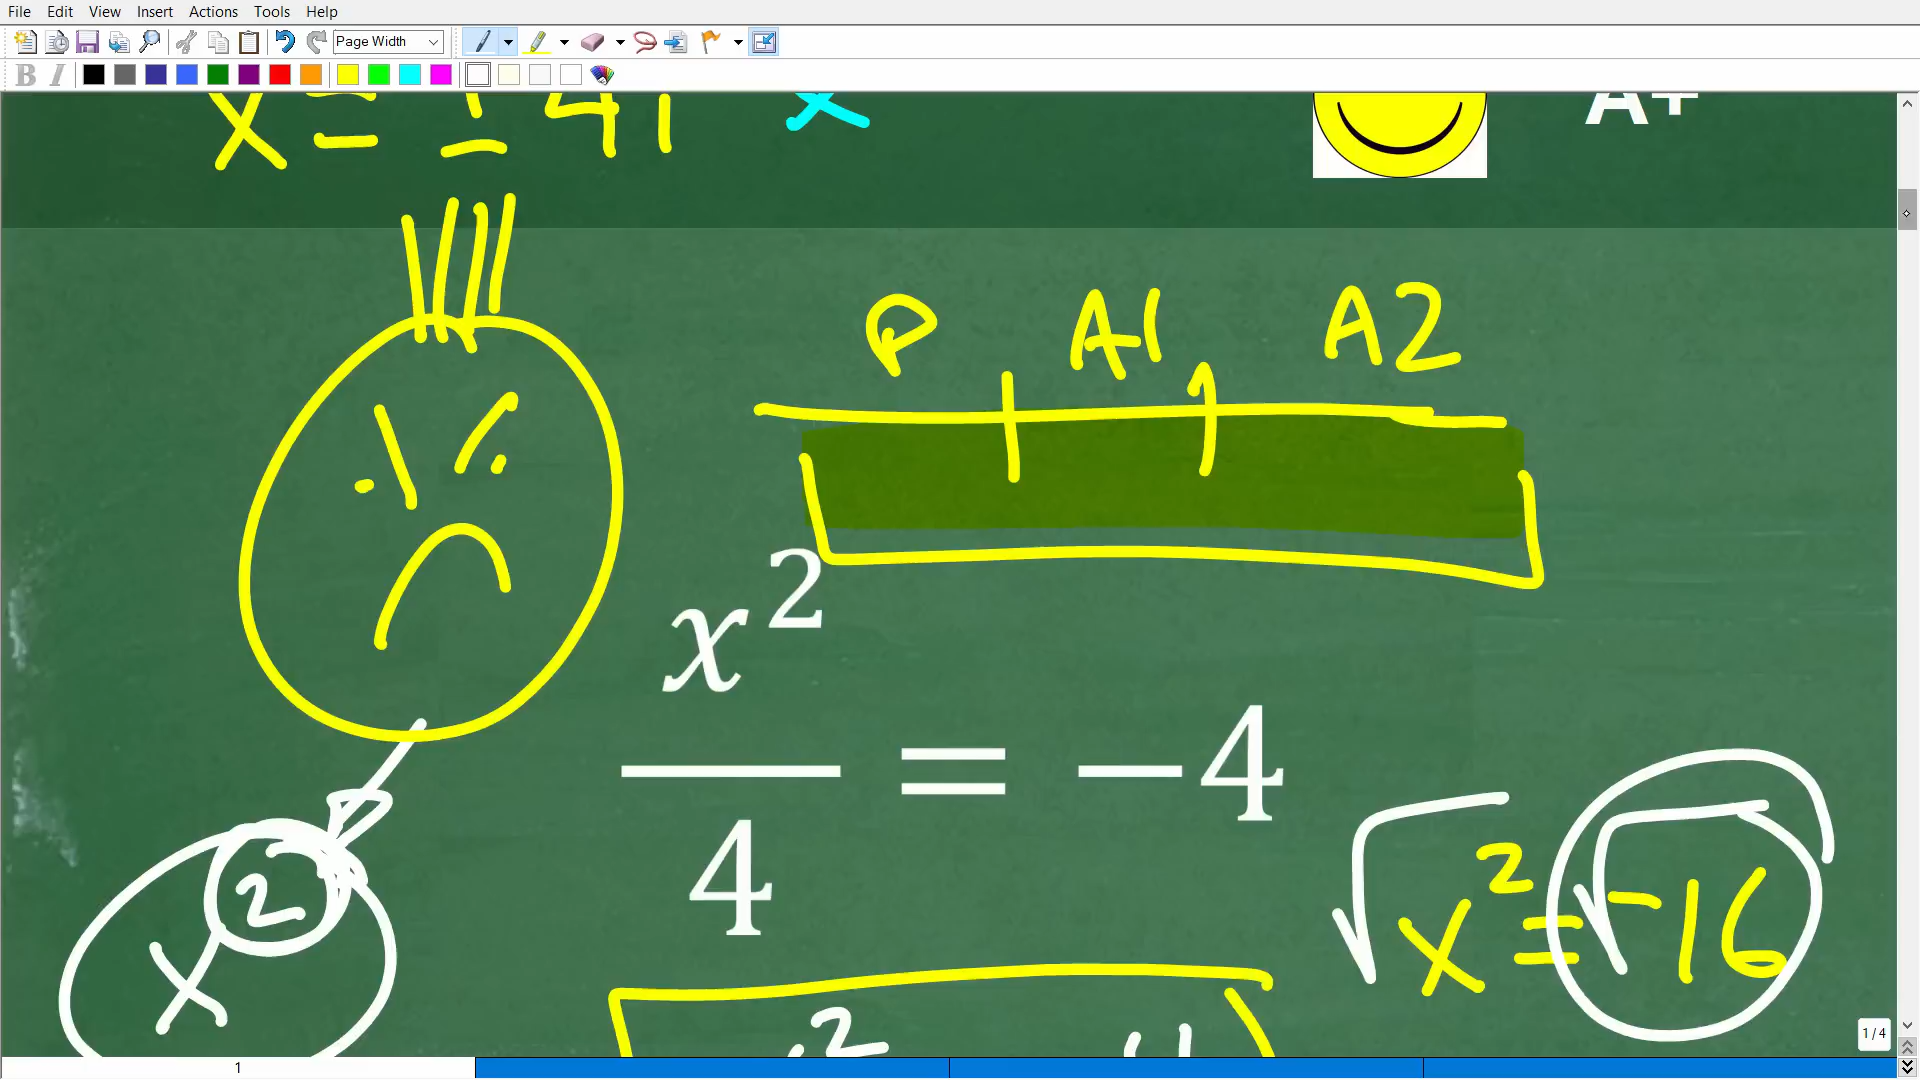 File Edit View Insert Actions Tools Help
Page Width
B I
x = ± 4i
A+
P A1 A2
x²/4 = -4
√x² = √-16
x²
1 / 4
1